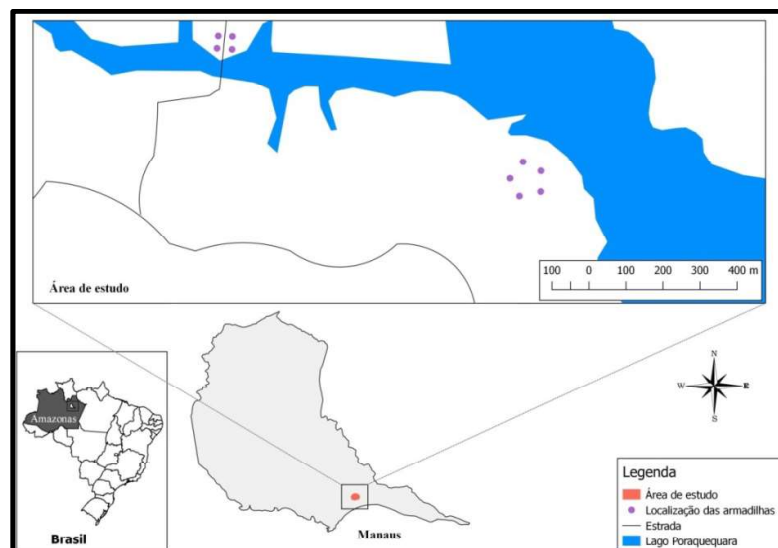 Área de estudo
100 0 100 200 300 400 m
Amazonas
Brasil
Manaus
N
W E
S
Legenda
Área de estudo
Localização das armadilhas
Estrada
Lago Poraquequara